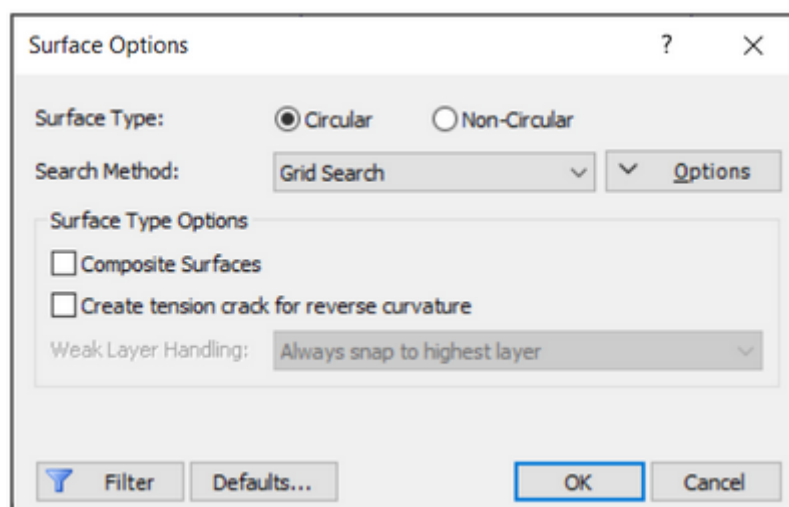 Surface Options ?
Surface Type: Circular Non-Circular
Search Method: Grid Search Options
Surface Type Options
Composite Surfaces
Create tension crack for reverse curvature
Weak Layer Handling: Always snap to highest layer
Filter Defaults... OK Cancel